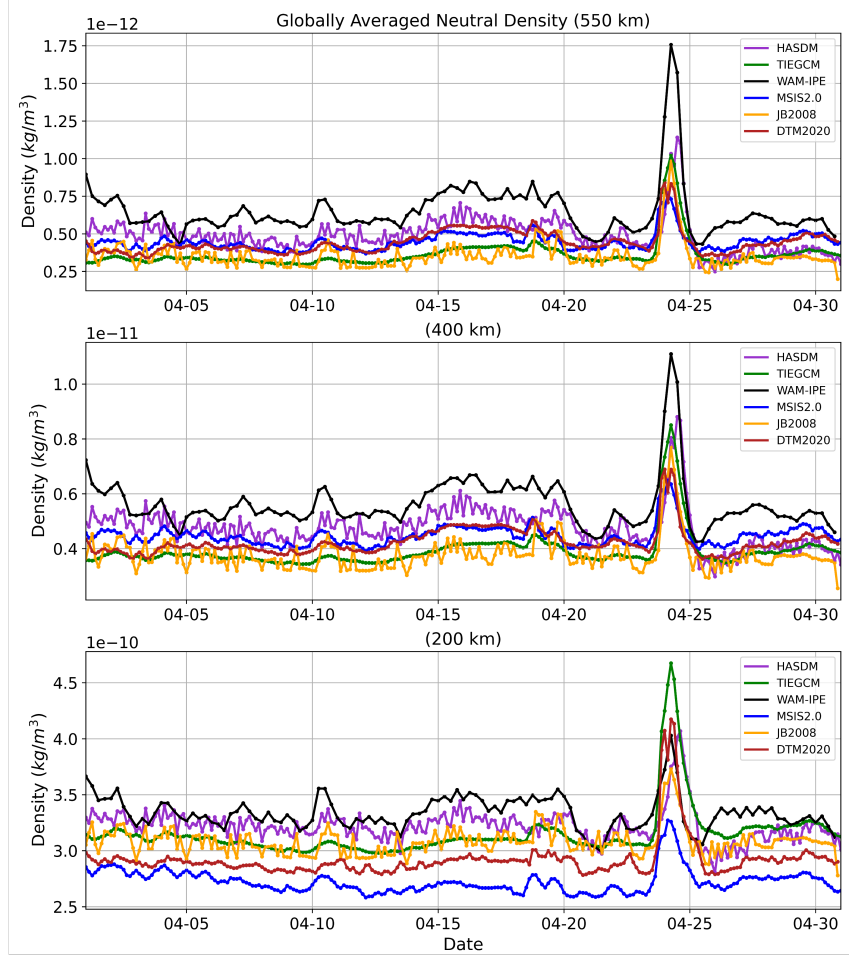 Globally Averaged Neutral Density (550 km)
1e−12
1.75
1.50
1.25
1.00
0.75
0.50
0.25
Density (kg/m³)
HASDM
TIEGCM
WAM-IPE
MSIS2.0
JB2008
DTM2020
04-05 04-10 04-15 04-20 04-25 04-30
(400 km)
1e−11
1.0
0.8
0.6
0.4
Density (kg/m³)
HASDM
TIEGCM
WAM-IPE
MSIS2.0
JB2008
DTM2020
04-05 04-10 04-15 04-20 04-25 04-30
(200 km)
1e−10
4.5
4.0
3.5
3.0
2.5
Density (kg/m³)
HASDM
TIEGCM
WAM-IPE
MSIS2.0
JB2008
DTM2020
04-05 04-10 04-15 04-20 04-25 04-30
Date